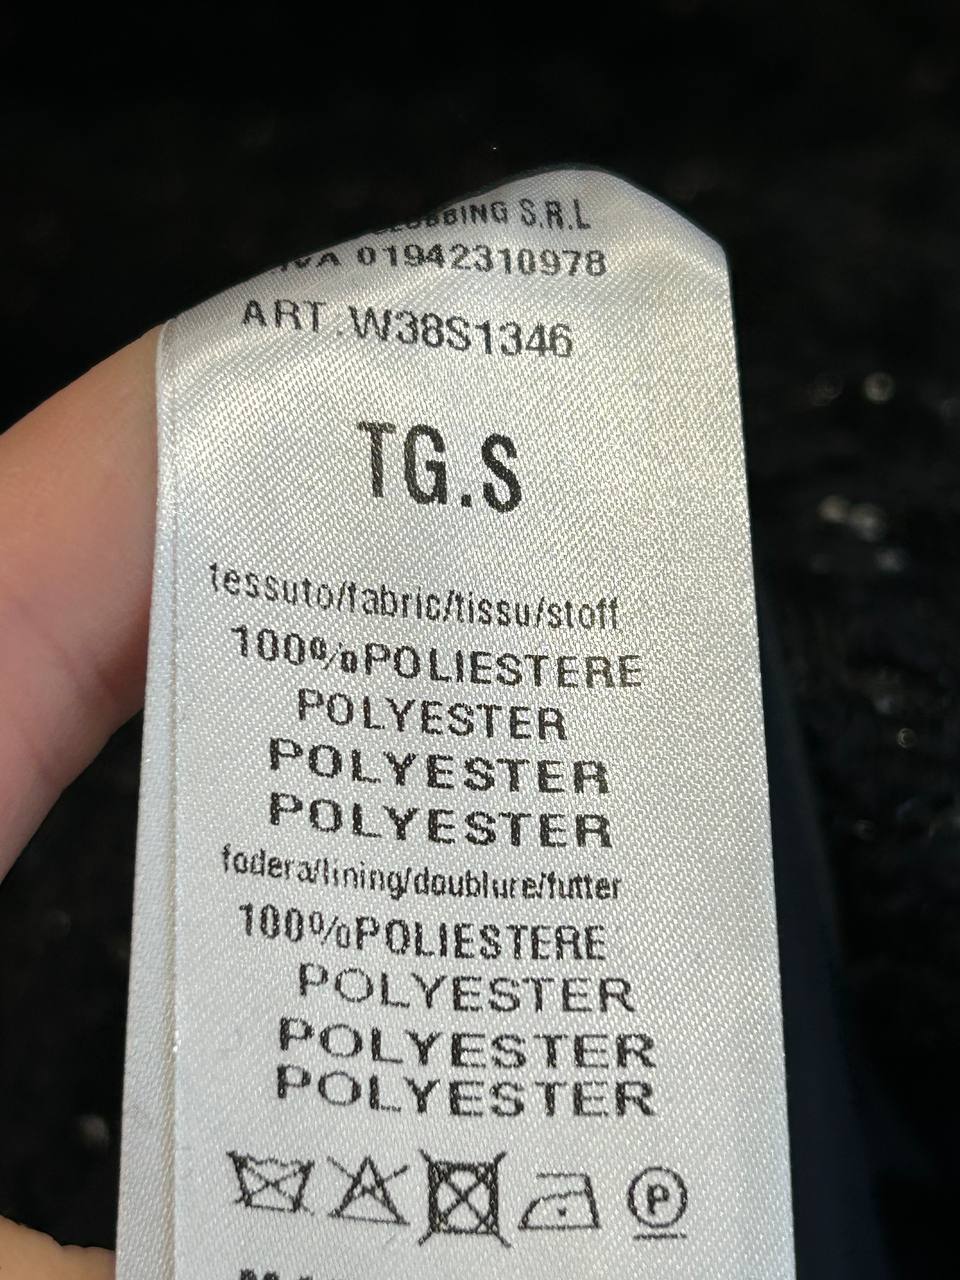 S.R.L
01942310978
ART.W38S1346
TG.S
tessuto/fabric/tissu/stoff
100%POLIESTERE
POLYESTER
POLYESTER
POLYESTER
fodera/lining/doublure/futter
100%POLIESTERE
POLYESTER
POLYESTER
POLYESTER
P